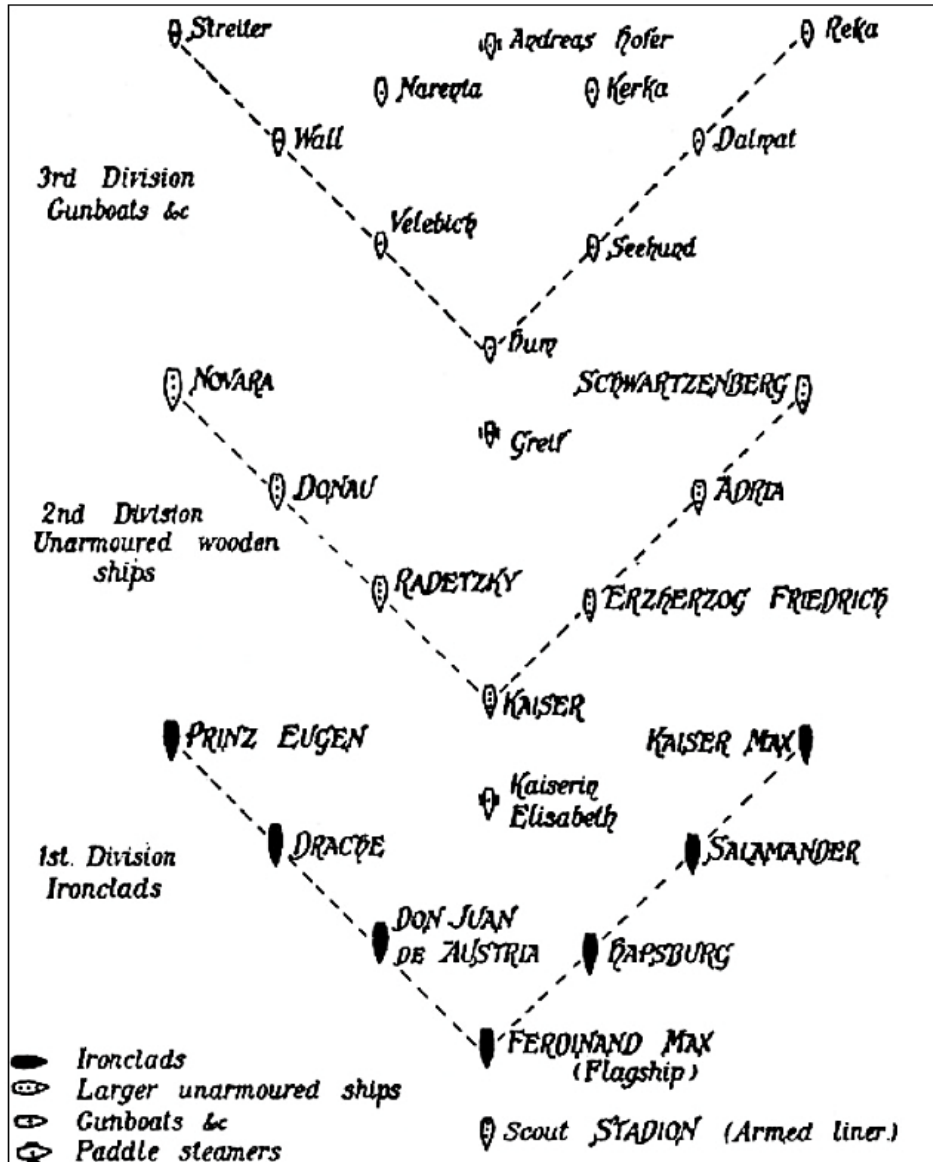 Streiter
Andreas Hofer
Reka
Narenta
Kerka
Wall
Dalmat
3rd Division
Gunboats &c
Velebich
Seehund
Hum
NOVARA
SCHWARTZENBERG
Greif
DONAU
ADRIA
2nd Division
Unarmoured wooden
ships
RADETZKY
ERZHERZOG FRIEDRICH
KAISER
PRINZ EUGEN
KAISER MAX
Kaiserin
Elisabeth
DRACHE
SALAMANDER
1st. Division
Ironclads
DON JUAN
DE AUSTRIA
HAPSBURG
FERDINAND MAX
(Flagship)
Ironclads
Larger unarmoured ships
Gunboats &c
Paddle steamers
Scout STADION (Armed liner.)